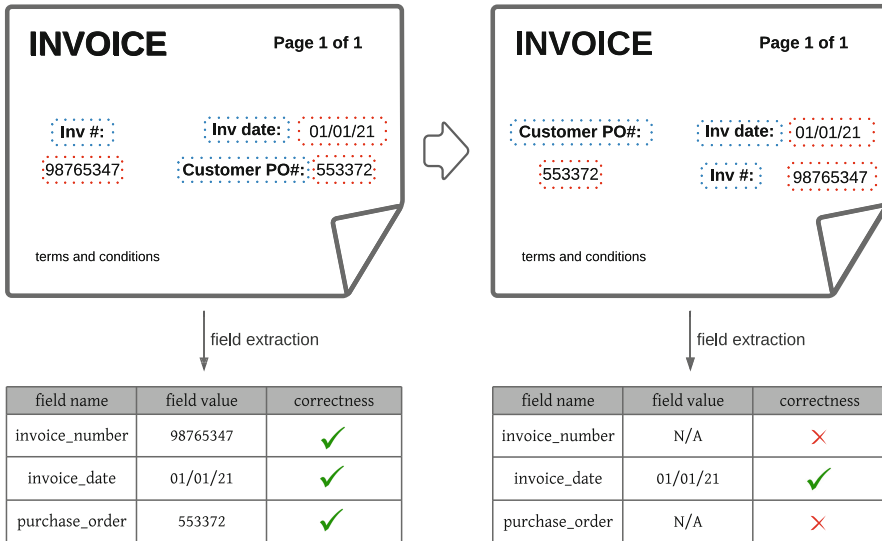 INVOICE Page 1 of 1
Inv #: Inv date: 01/01/21
98765347 Customer PO#: 553372
terms and conditions
field extraction
field name field value correctness
invoice_number 98765347
invoice_date 01/01/21
purchase_order 553372
INVOICE Page 1 of 1
Customer PO#: Inv date: 01/01/21
553372 Inv #: 98765347
terms and conditions
field extraction
field name field value correctness
invoice_number N/A
invoice_date 01/01/21
purchase_order N/A